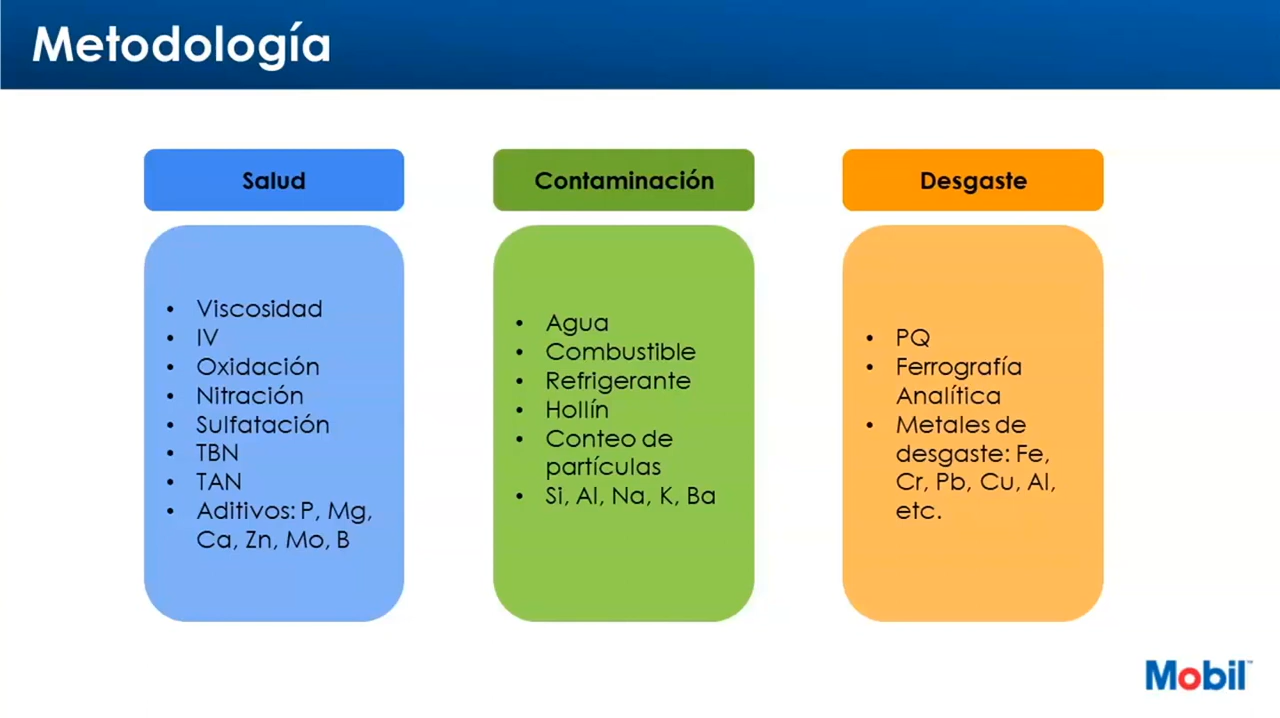 Metodología
Salud
• Viscosidad
• IV
• Oxidación
• Nitración
• Sulfatación
• TBN
• TAN
• Aditivos: P, Mg,
Ca, Zn, Mo, B
Contaminación
• Agua
• Combustible
• Refrigerante
• Hollín
• Conteo de
partículas
• Si, Al, Na, K, Ba
Desgaste
• PQ
• Ferrografía
Analítica
• Metales de
desgaste: Fe,
Cr, Pb, Cu, Al,
etc.
Mobil™